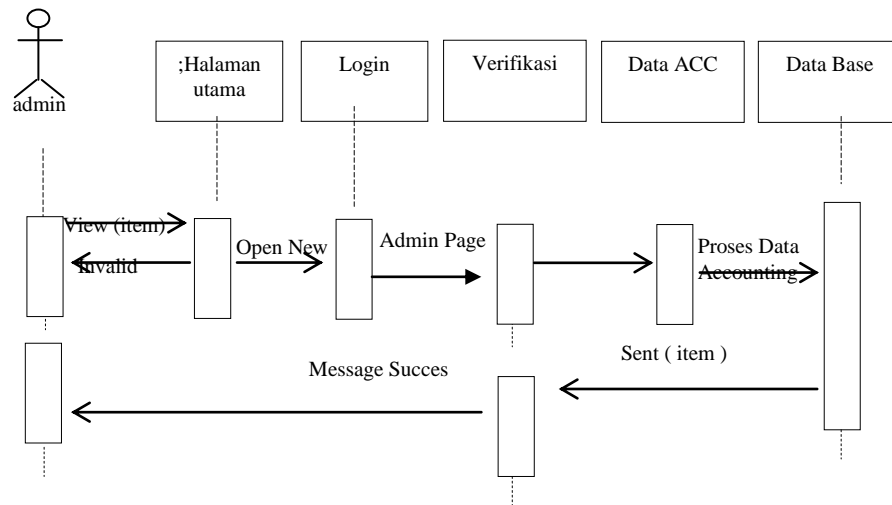 admin
;Halaman
utama
Login
Verifikasi
Data ACC
Data Base
View (item)
Invalid
Open New
Admin Page
Proses Data
Accounting
Sent ( item )
Message Succes